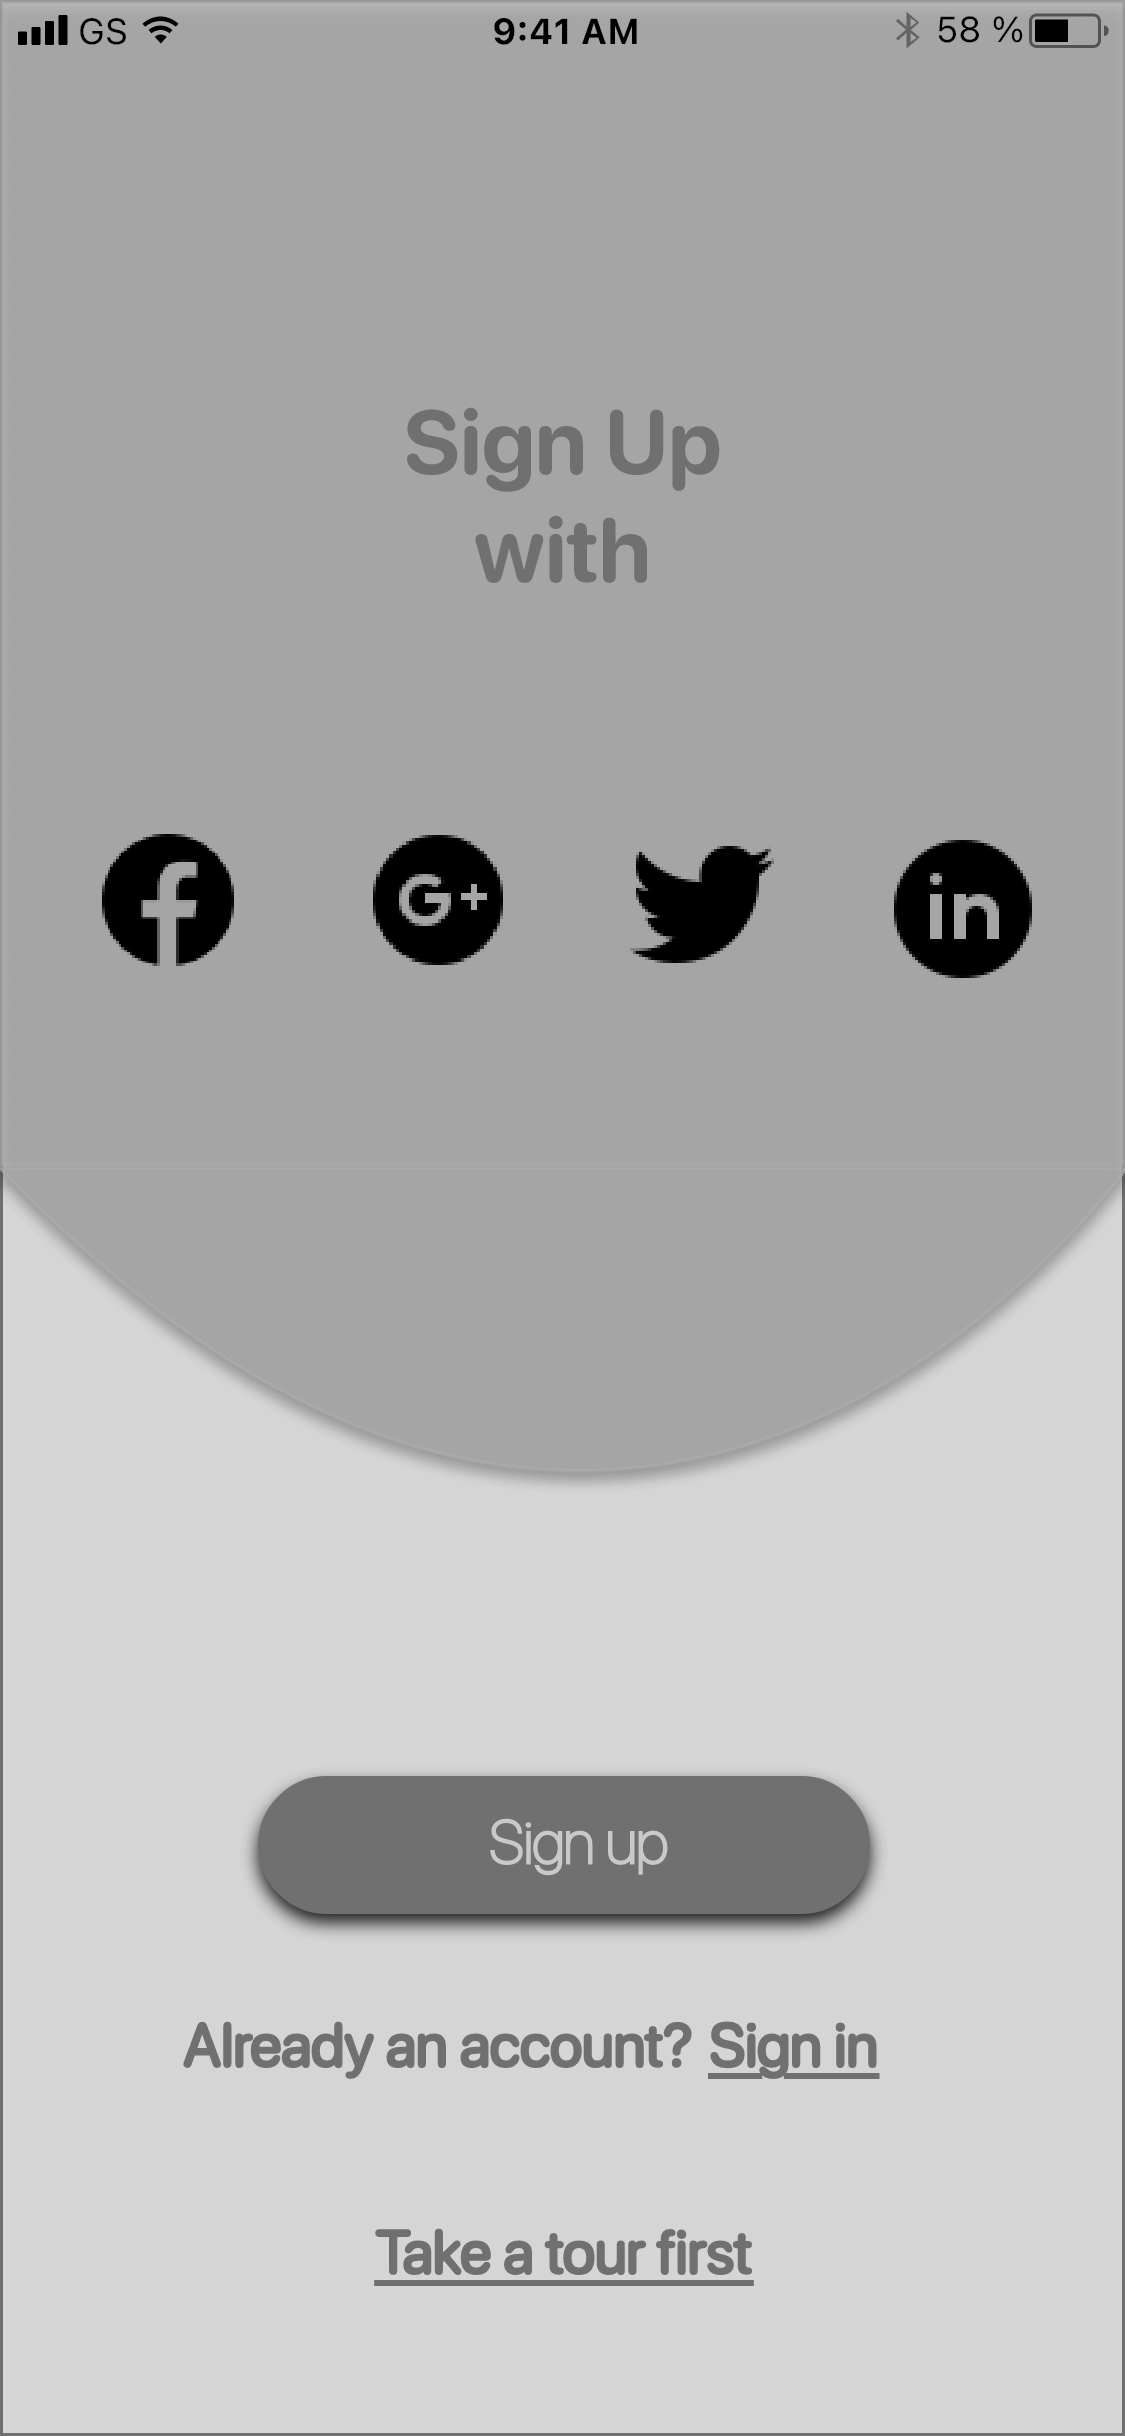 GS 9:41 AM 58 %
Sign Up
with
f G+ in
Sign up
Already an account? Sign in
Take a tour first